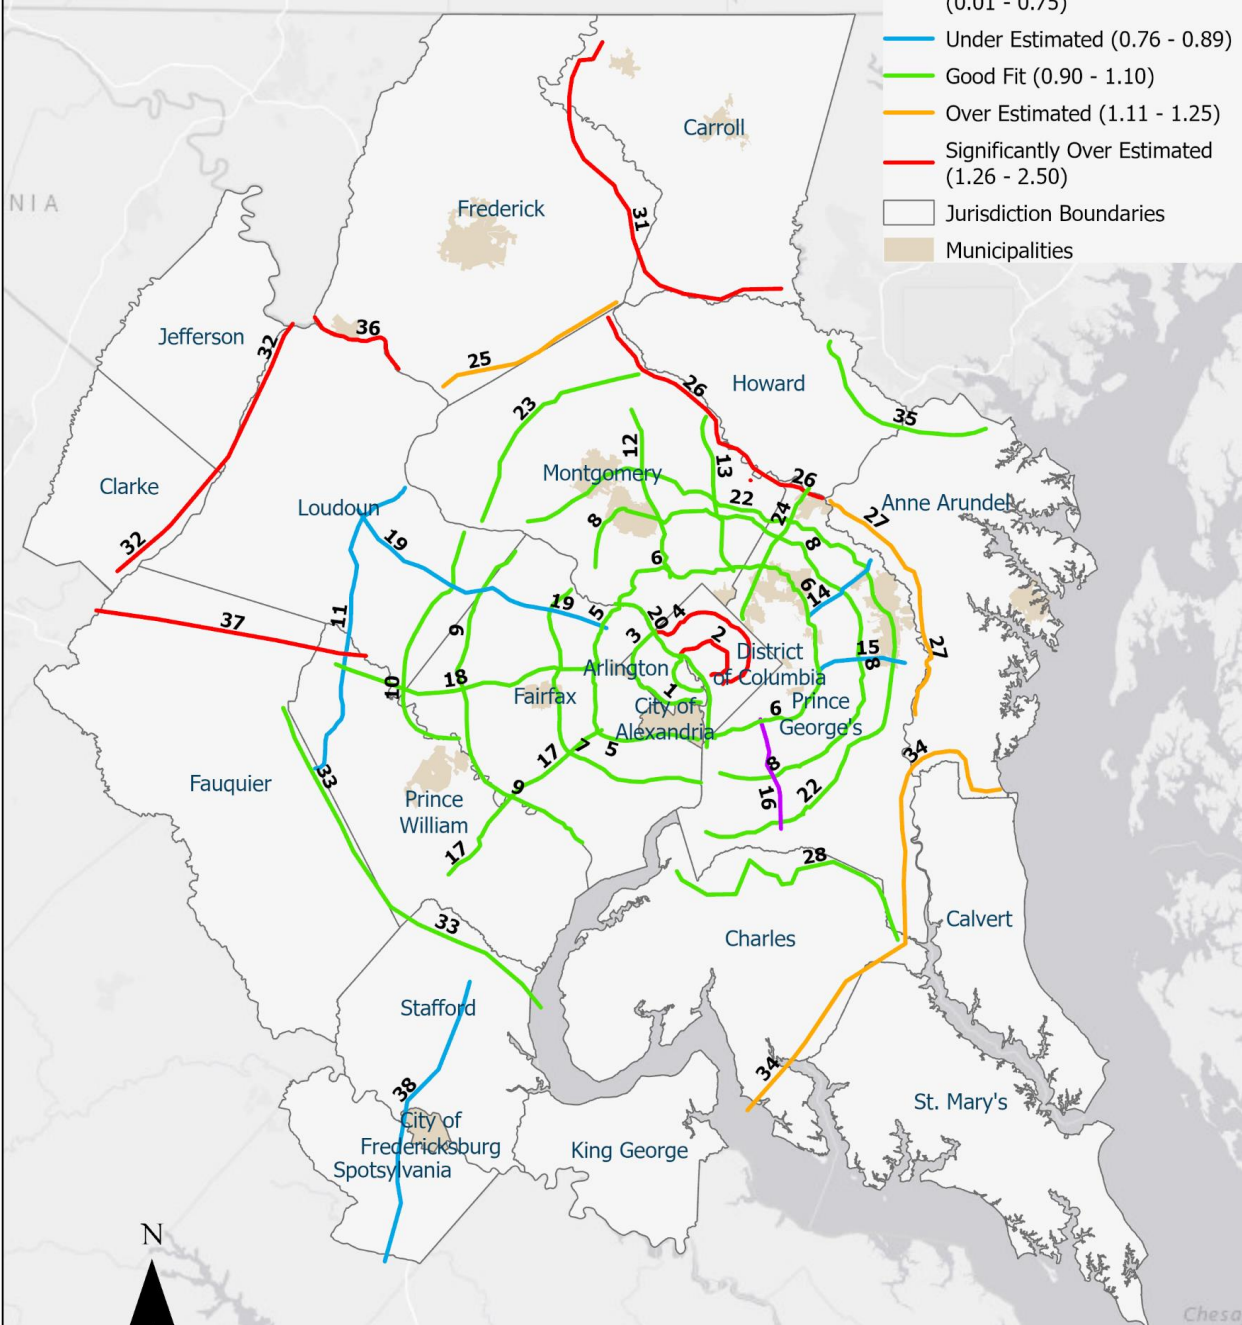 (0.01 - 0.75)
Under Estimated (0.76 - 0.89)
Good Fit (0.90 - 1.10)
Over Estimated (1.11 - 1.25)
Significantly Over Estimated
(1.26 - 2.50)
Jurisdiction Boundaries
Municipalities
NIA
Carroll
Frederick
31
Jefferson
32
36
25
Howard
26
35
23
12
13
Montgomery
Clarke
Loudoun
26
22
24
Anne Arundel
27
8
8
32
19
6
6
14
11
37
19
5
20
4
3
2
9
15
8
27
District
of Columbia
Arlington
18
10
Fairfax
1
City of
Alexandria
6
Prince
George's
17
7
5
34
8
33
Fauquier
9
16
22
Prince
William
17
28
33
Calvert
Charles
Stafford
34
38
St. Mary's
City of
Fredericksburg
King George
Spotsylvania
N
Chesa